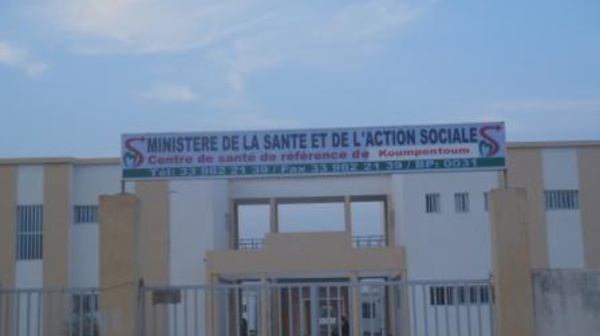 MINISTERE DE LA SANTE ET DE L'ACTION SOCIALE
Centre de santé de référence de Koumpentoum
Tél: 33 982 21 39 / Fax 33 982 21 39 / BP: 0031